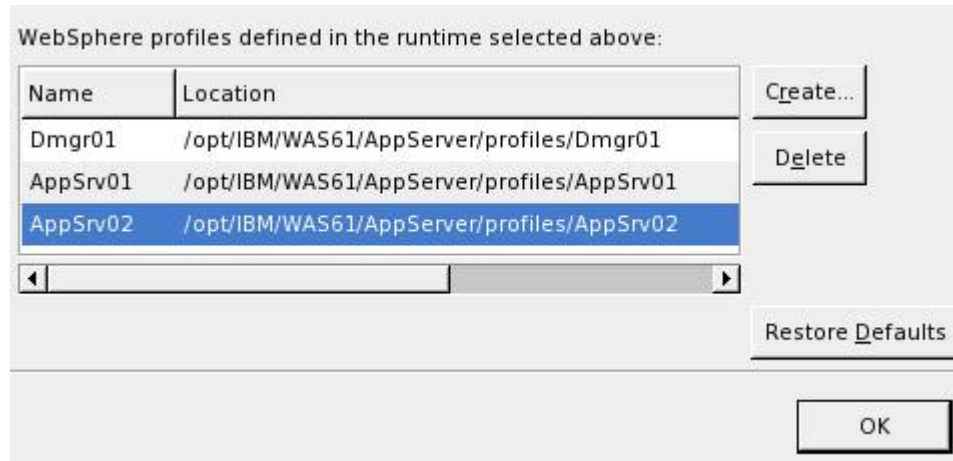 WebSphere profiles defined in the runtime selected above:
Name Location Create...
Dmgr01 /opt/IBM/WAS61/AppServer/profiles/Dmgr01
Delete
AppSrv01 /opt/IBM/WAS61/AppServer/profiles/AppSrv01
AppSrv02 /opt/IBM/WAS61/AppServer/profiles/AppSrv02
Restore Defaults
OK